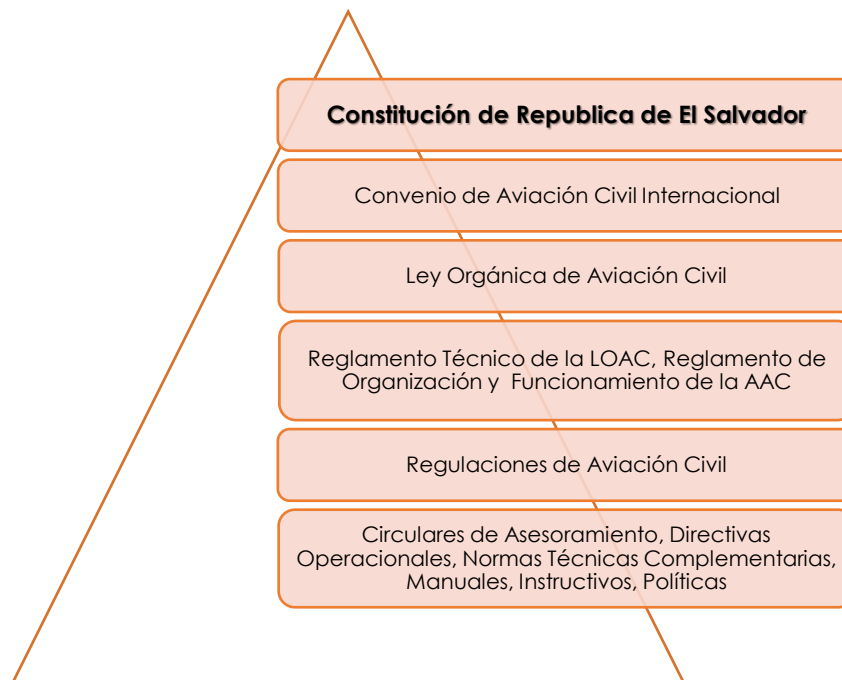 Constitución de Republica de El Salvador
Convenio de Aviación Civil Internacional
Ley Orgánica de Aviación Civil
Reglamento Técnico de la LOAC, Reglamento de
Organización y Funcionamiento de la AAC
Regulaciones de Aviación Civil
Circulares de Asesoramiento, Directivas
Operacionales, Normas Técnicas Complementarias,
Manuales, Instructivos, Políticas